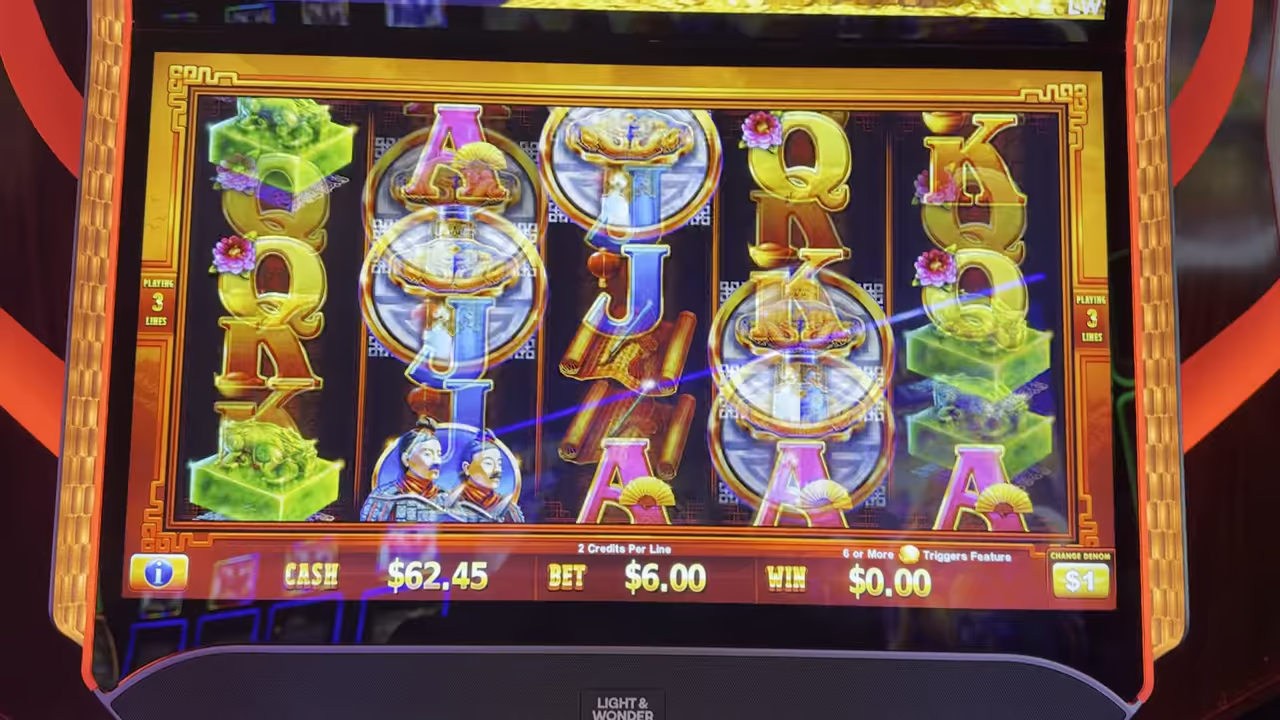 LW
A
Q
K
Q
J
K
Q
Q
J
K
Q
PLAYING
3
LINES
PLAYING
3
LINES
K
J
K
J
A
A
A
2 Credits Per Line
6 or More Triggers Feature
CHANGE DENOM
i
CASH
$62.45
BET
$6.00
WIN
$0.00
$1
LIGHT &
WONDER